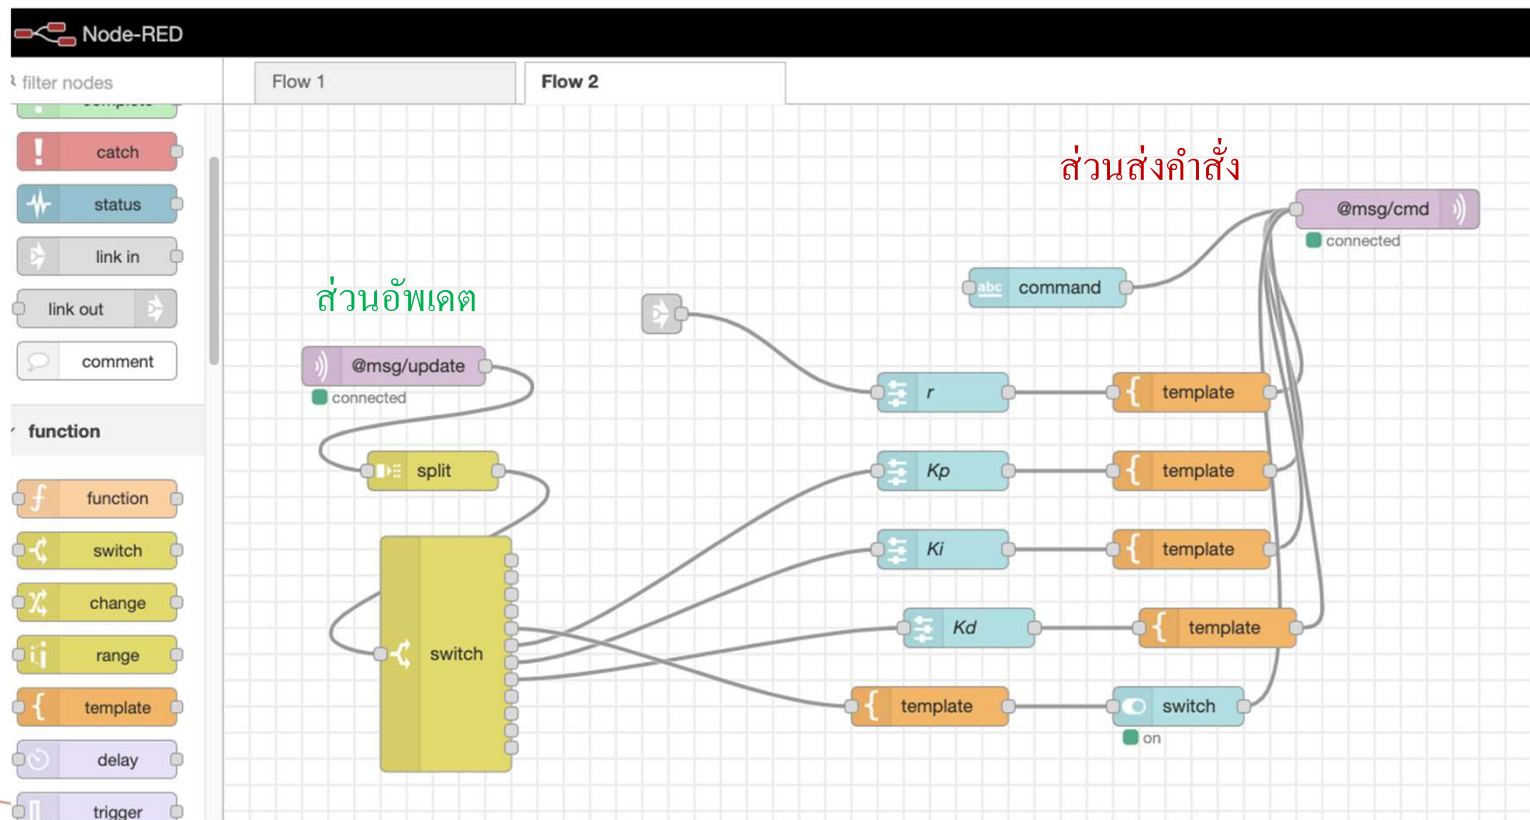 Node-RED
filter nodes
Flow 1
Flow 2
complete
catch
status
link in
link out
comment
function
function
switch
change
range
template
delay
trigger
ส่วนส่งคำสั่ง
@msg/cmd
connected
abc command
ส่วนอัพเดต
@msg/update
connected
r
template
split
Kp
template
Ki
template
Kd
template
switch
template
switch
on